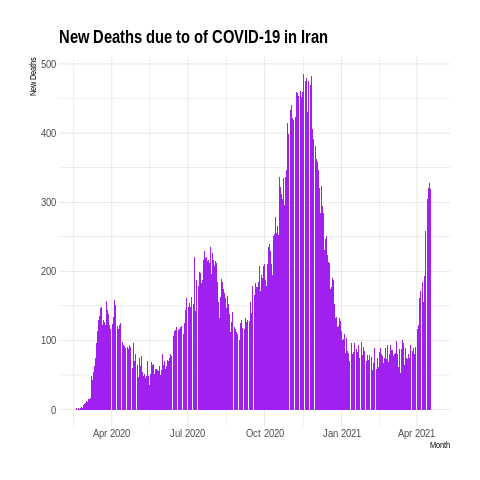 New Deaths due to of COVID-19 in Iran
New Deaths
500
400
300
200
100
0
Apr 2020 Jul 2020 Oct 2020 Jan 2021 Apr 2021
Month